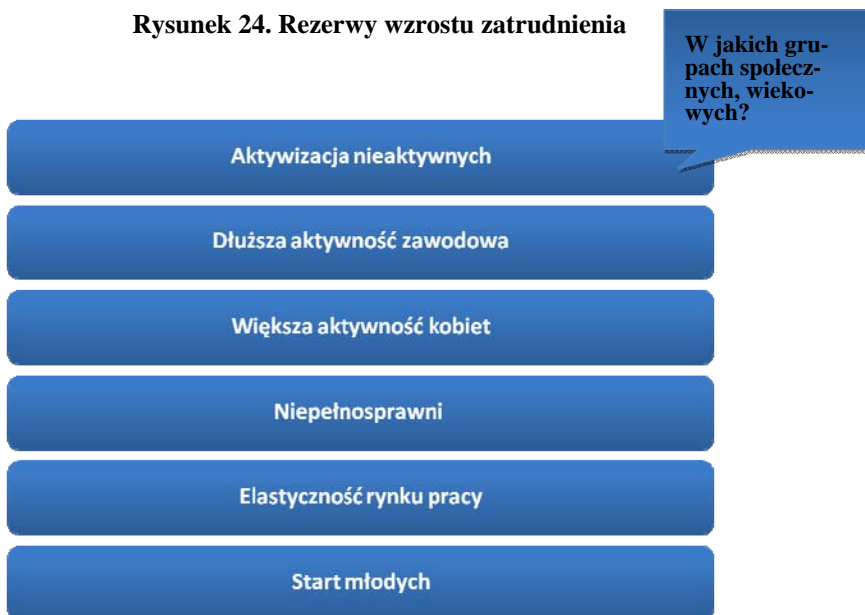 Rysunek 24. Rezerwy wzrostu zatrudnienia
W jakich gru-
pach społecz-
nych, wieko-
wych?
Aktywizacja nieaktywnych
Dłuższa aktywność zawodowa
Większa aktywność kobiet
Niepełnosprawni
Elastyczność rynku pracy
Start młodych